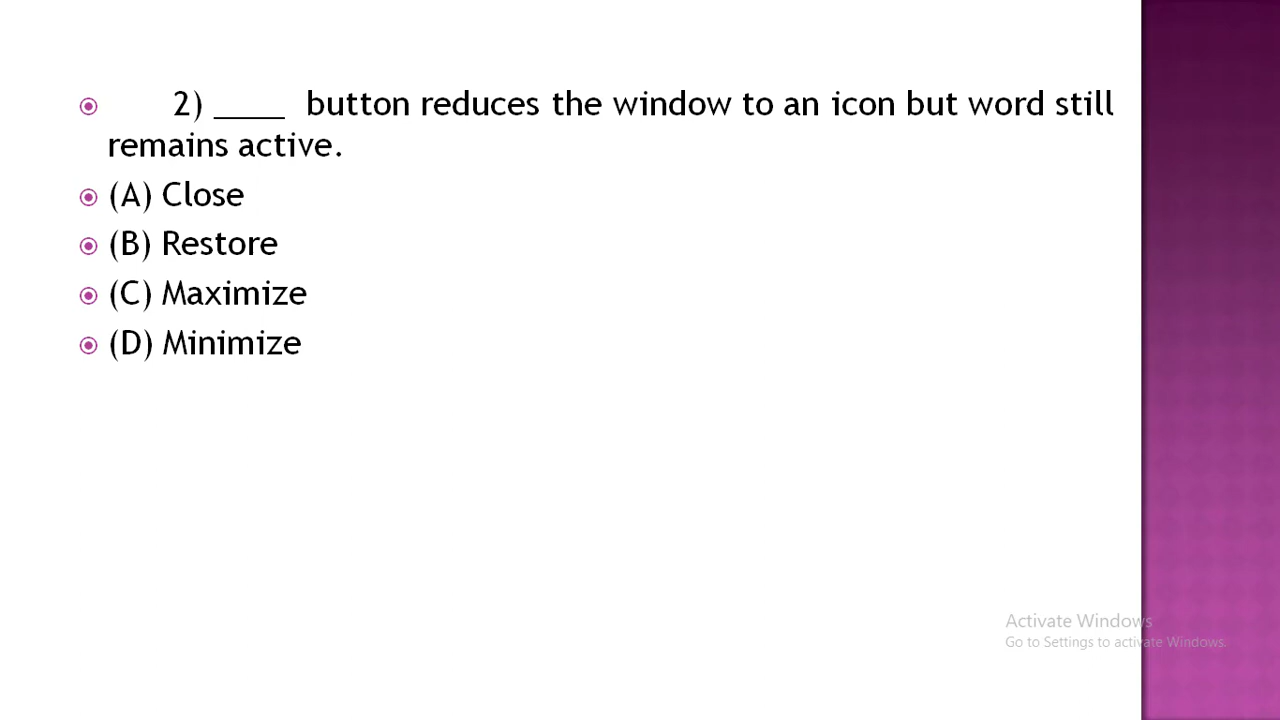 2) ____ button reduces the window to an icon but word still
remains active.
(A) Close
(B) Restore
(C) Maximize
(D) Minimize
Activate Windows
Go to Settings to activate Windows.